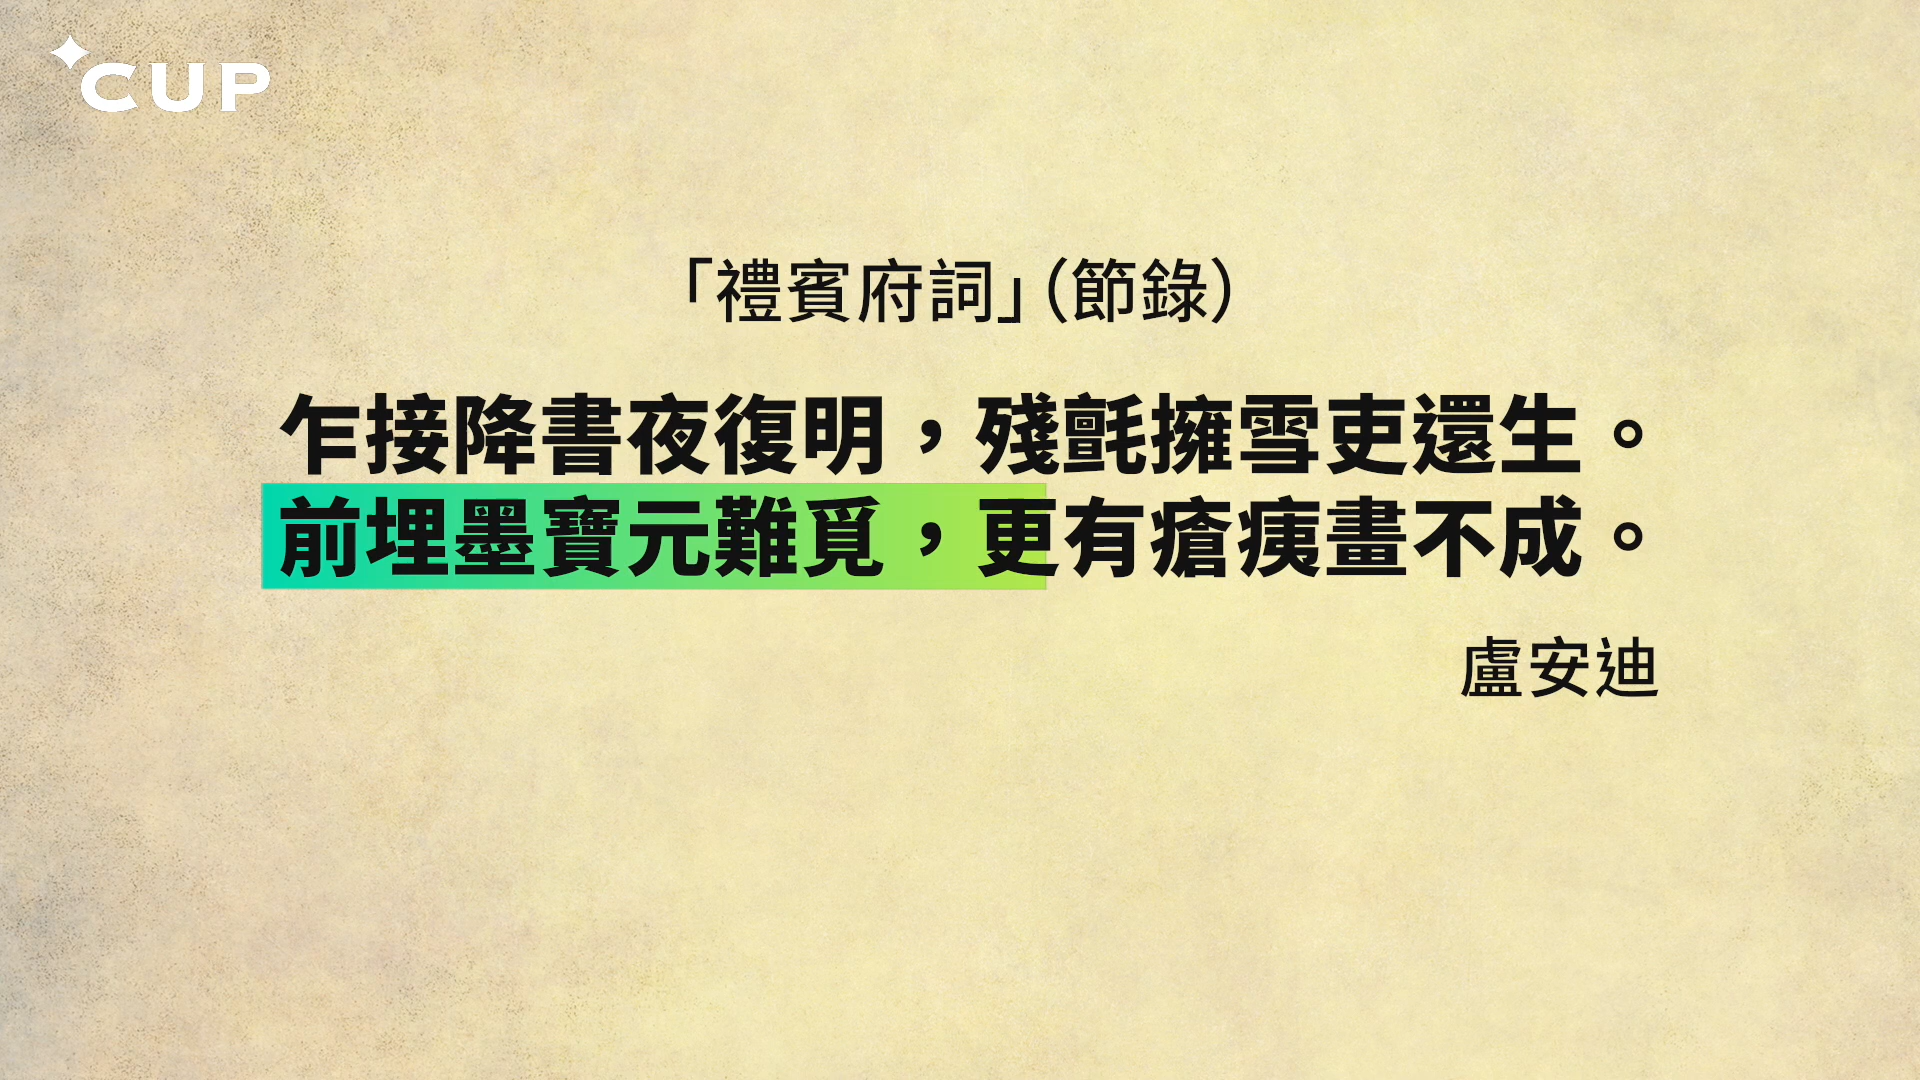 CUP
「禮賓府詞」（節錄）
乍接降書夜復明，殘氈擁雪吏還生。
前埋墨寶元難覓，更有瘡痍畫不成。
盧安迪